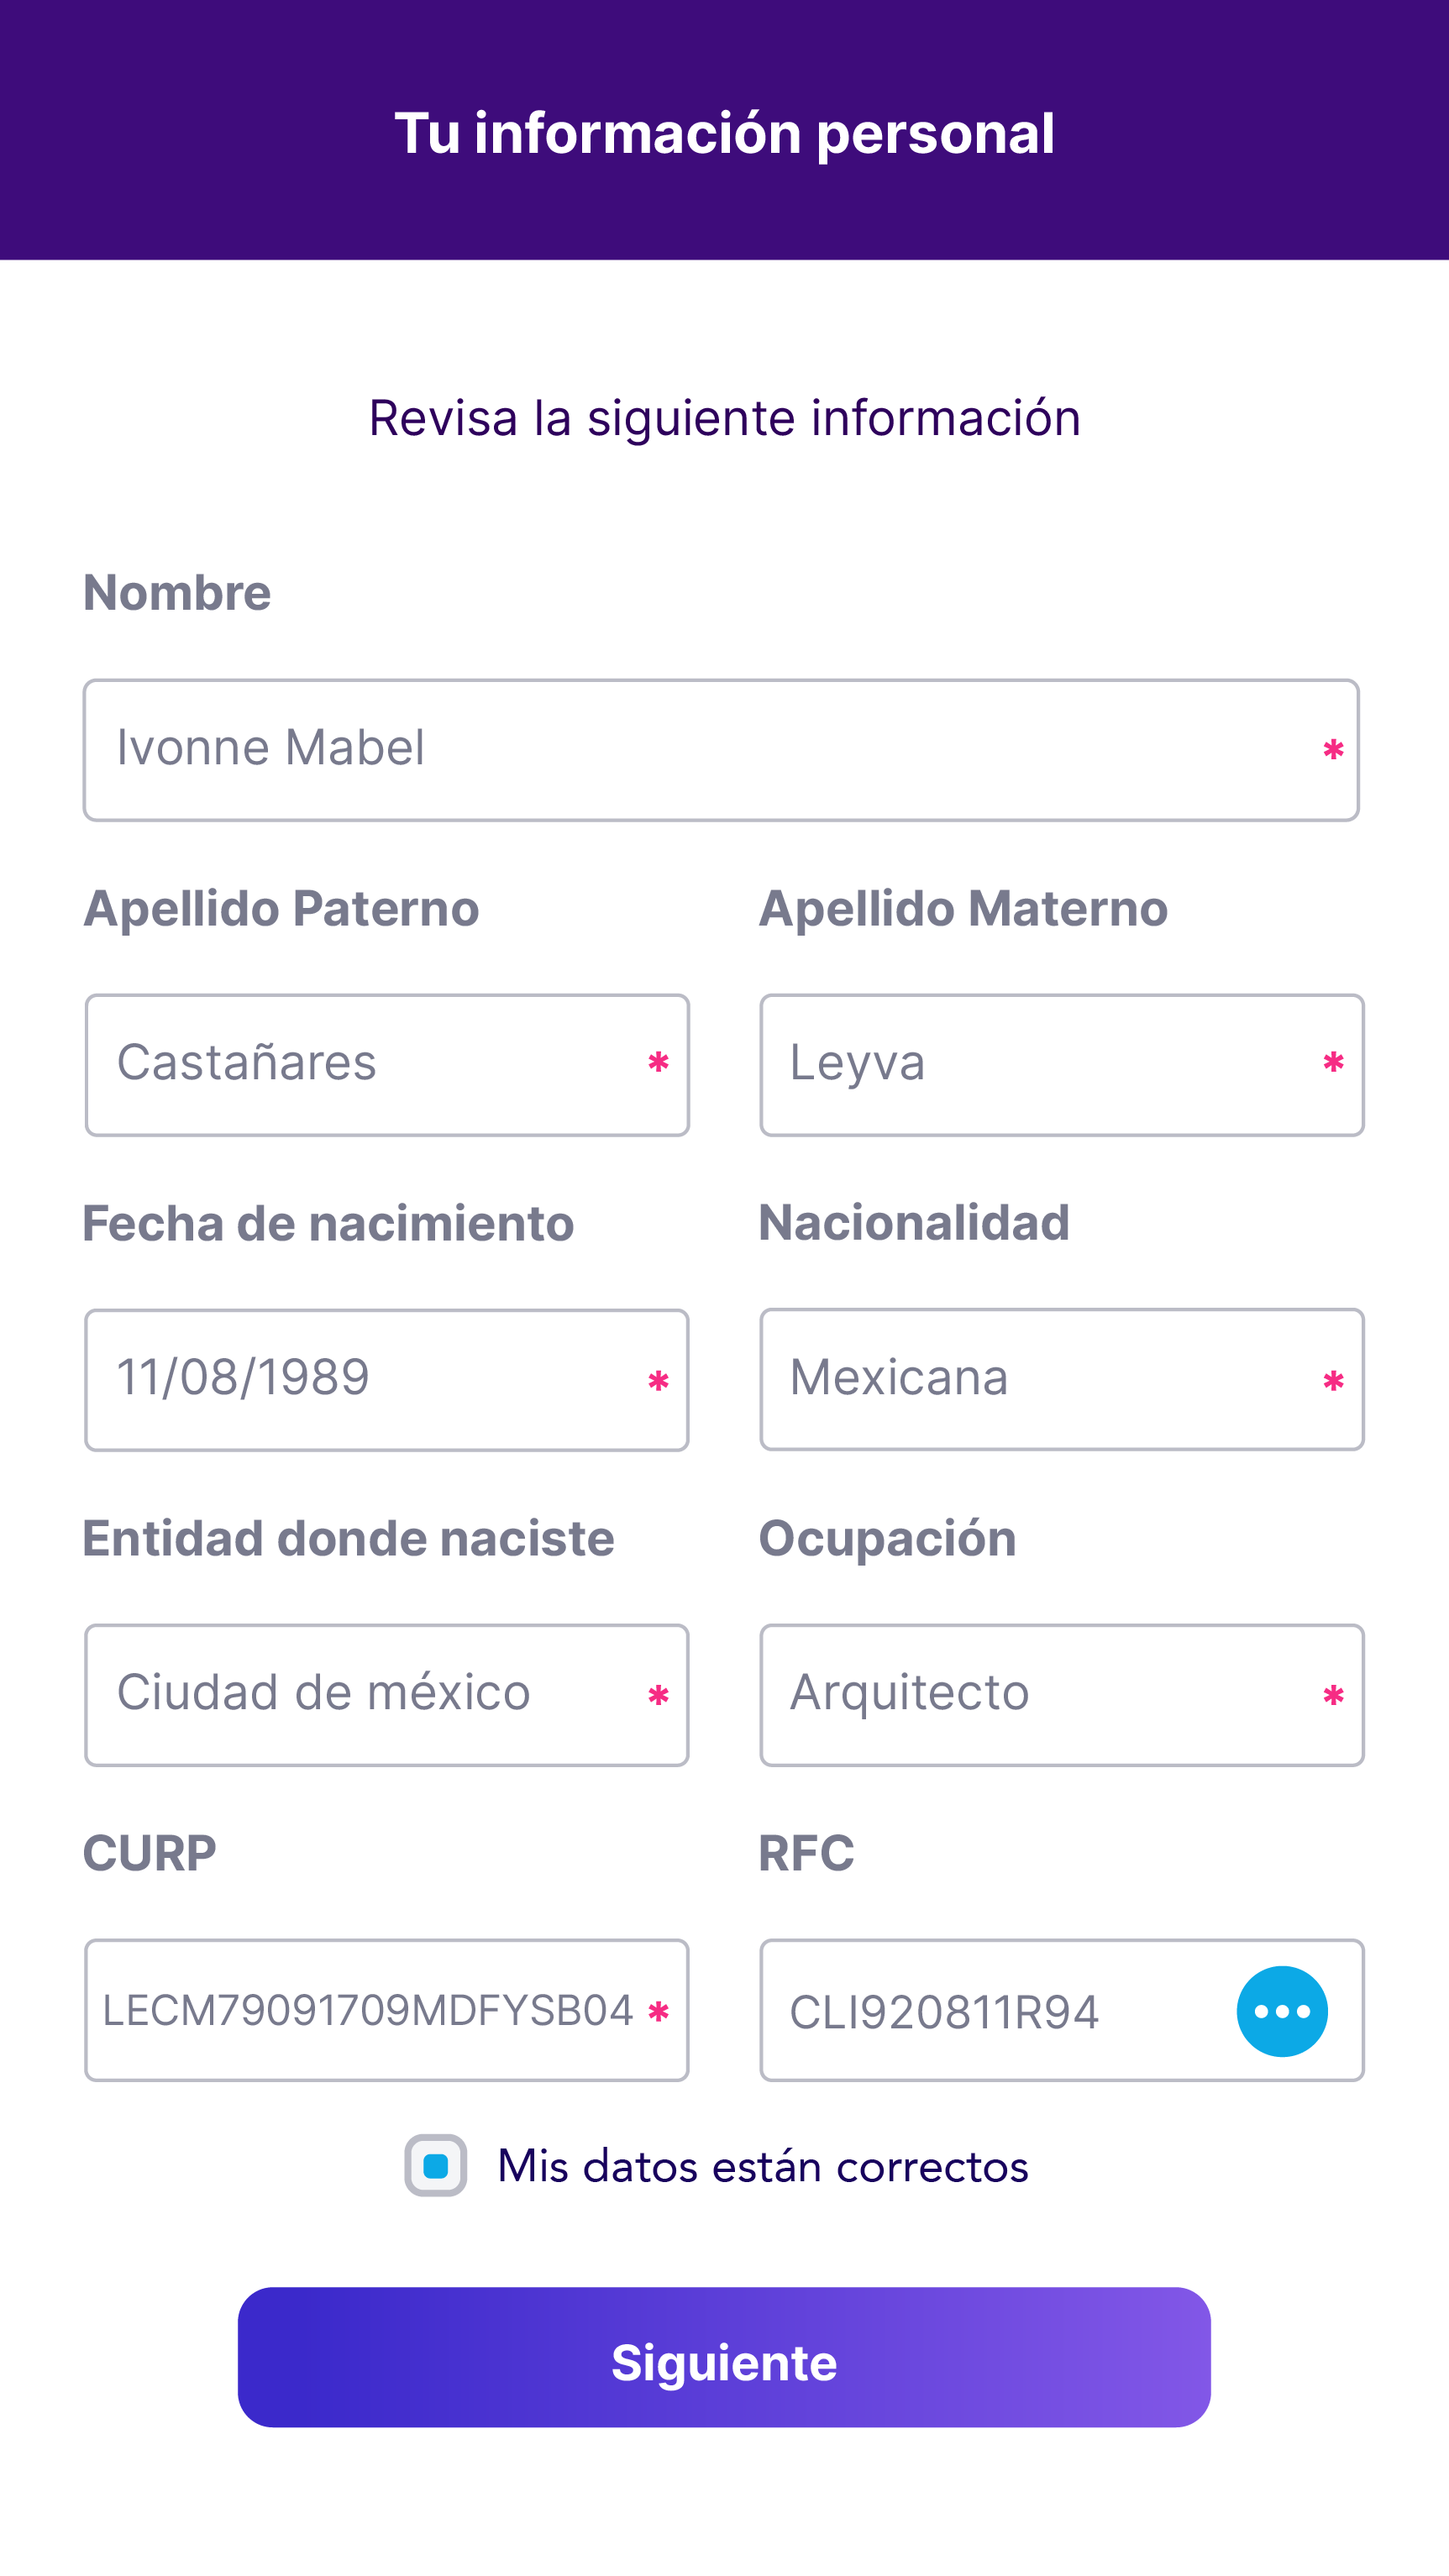 Tu información personal
Revisa la siguiente información
Nombre
Ivonne Mabel *
Apellido Paterno Apellido Materno
Castañares * Leyva *
Fecha de nacimiento Nacionalidad
11/08/1989 * Mexicana *
Entidad donde naciste Ocupación
Ciudad de méxico * Arquitecto *
CURP RFC
LECM79091709MDFYSB04 * CLI920811R94
Mis datos están correctos
Siguiente